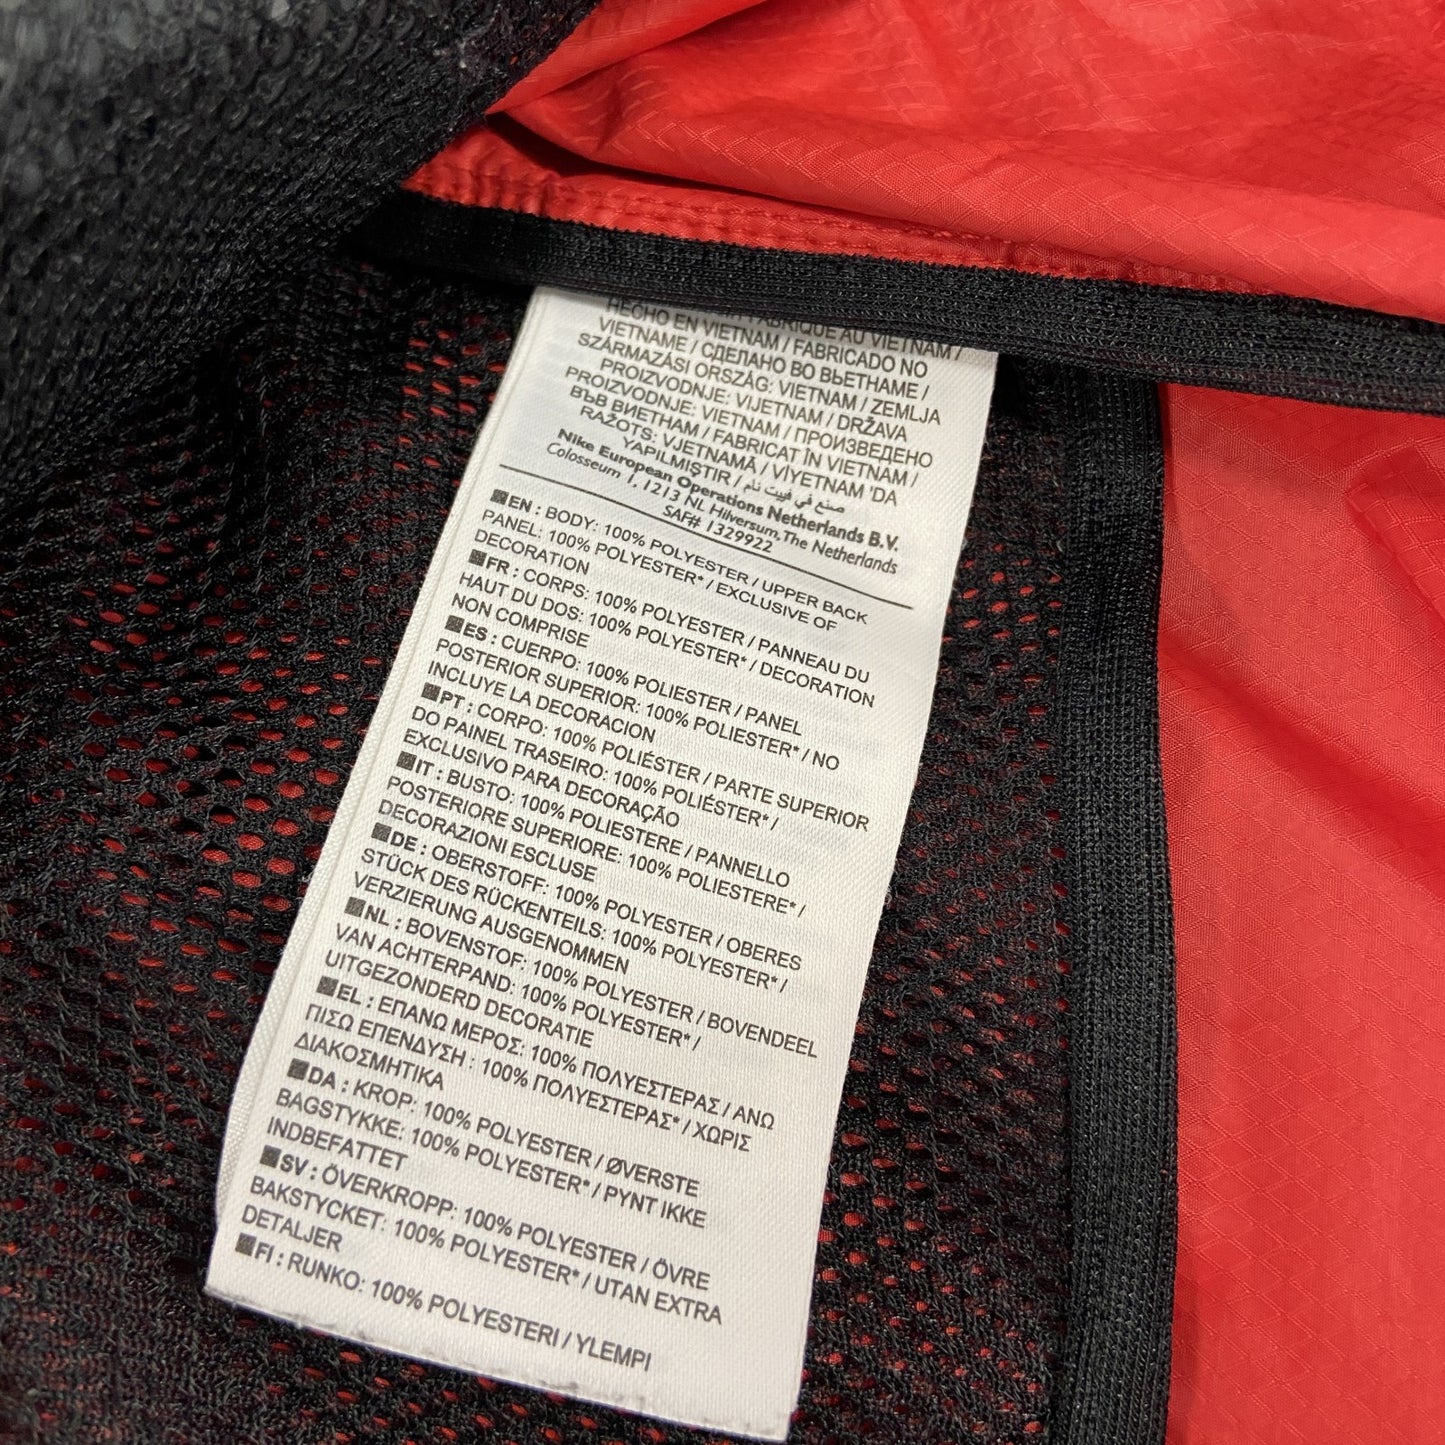 FABRIQUÉ AU VIETNAM /
HECHO EN VIETNAM / FABRICADO NO
VIETNAME / СДЕЛАНО ВО ВЬЕТНАМЕ /
SZÁRMAZÁSI ORSZÁG: VIETNAM / ZEMLJA
PROIZVODNJE: VIJETNAM / DRŽAVA
PROIZVODNJE: VIETNAM / ПРОИЗВЕДЕНО
ВЪВ ВИЕТНАМ / FABRICAT ÎN VIETNAM /
RAŽOTS: VJETNAMĀ / VİYETNAM 'DA
YAPILMIŞTIR / صنع في فييت نام
Nike European Operations Netherlands B.V.
Colosseum 1, 1213 NL Hilversum, The Netherlands
SAF# 1329922
EN : BODY: 100% POLYESTER / UPPER BACK
PANEL: 100% POLYESTER* / EXCLUSIVE OF
DECORATION
FR : CORPS: 100% POLYESTER / PANNEAU DU
HAUT DU DOS: 100% POLYESTER* / DECORATION
NON COMPRISE
ES : CUERPO: 100% POLIESTER / PANEL
POSTERIOR SUPERIOR: 100% POLIESTER* / NO
INCLUYE LA DECORACION
PT : CORPO: 100% POLIÉSTER / PARTE SUPERIOR
DO PAINEL TRASEIRO: 100% POLIÉSTER* /
EXCLUSIVO PARA DECORAÇÃO
IT : BUSTO: 100% POLIESTERE / PANNELLO
POSTERIORE SUPERIORE: 100% POLIESTERE* /
DECORAZIONI ESCLUSE
DE : OBERSTOFF: 100% POLYESTER / OBERES
STÜCK DES RÜCKENTEILS: 100% POLYESTER* /
VERZIERUNG AUSGENOMMEN
NL : BOVENSTOF: 100% POLYESTER / BOVENDEEL
VAN ACHTERPAND: 100% POLYESTER* /
UITGEZONDERD DECORATIE
EL : ΕΠΑΝΩ ΜΕΡΟΣ: 100% ΠΟΛΥΕΣΤΕΡΑΣ / ΑΝΩ
ΠΙΣΩ ΕΠΕΝΔΥΣΗ : 100% ΠΟΛΥΕΣΤΕΡΑΣ* / ΧΩΡΙΣ
ΔΙΑΚΟΣΜΗΤΙΚΑ
DA : KROP: 100% POLYESTER / ØVERSTE
BAGSTYKKE: 100% POLYESTER* / PYNT IKKE
INDBEFATTET
SV : ÖVERKROPP: 100% POLYESTER / ÖVRE
BAKSTYCKET: 100% POLYESTER* / UTAN EXTRA
DETALJER
FI : RUNKO: 100% POLYESTERI / YLEMPI